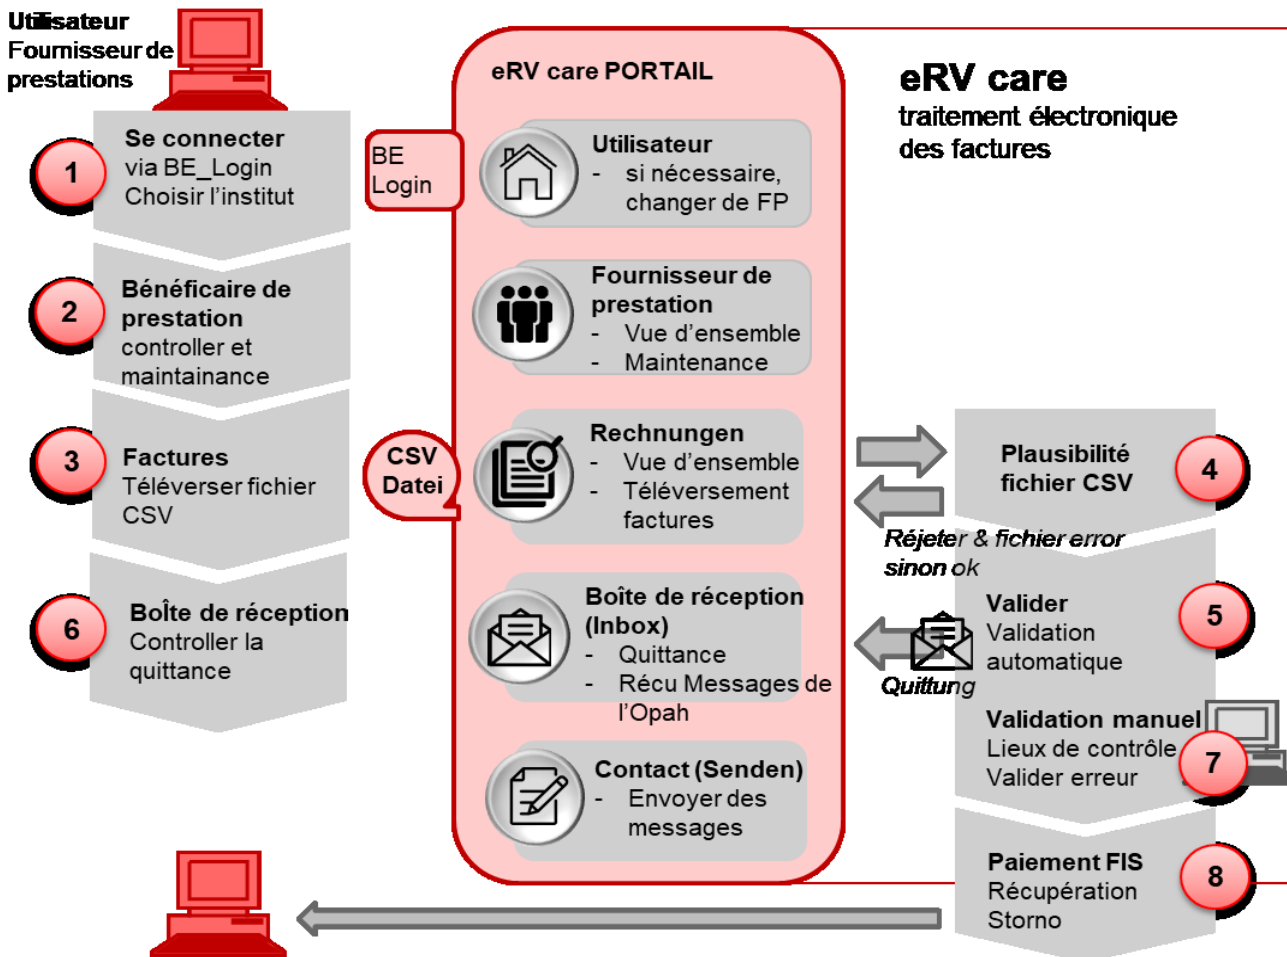 Utilisateur
Fournisseur de
prestations
1
Se connecter
via BE_Login
Choisir l'institut
2
Bénéficaire de
prestation
controller et
maintainance
3
Factures
Téléverser fichier
CSV
6
BoÎte de réception
Controller la
quittance
BE
Login
CSV
Datei
eRV care PORTAIL
Utilisateur
- si nécessaire,
changer de FP
Fournisseur de
prestation
- Vue d'ensemble
- Maintenance
Rechnungen
- Vue d'ensemble
- Téléversement
factures
Boîte de réception
(Inbox)
- Quittance
- Récu Messages de
l'Opah
Contact (Senden)
- Envoyer des
messages
eRV care
traitement électronique
des factures
Plausibilité
fichier CSV
4
Réjeter & fichier error
sinon ok
Valider
Validation
automatique
5
Quittung
Validation manuel
Lieux de contrôle
Valider erreur
7
Paiement FIS
Récupération
Storno
8